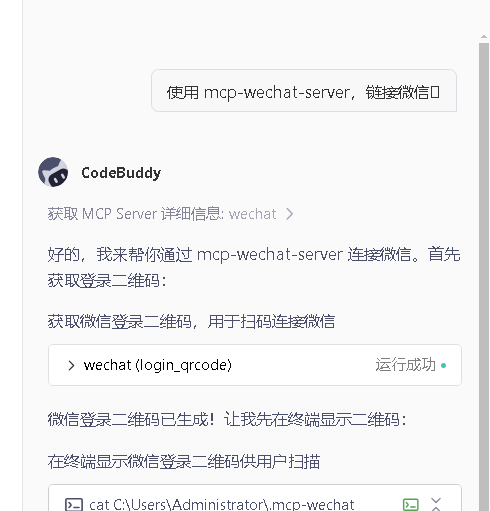 使用 mcp-wechat-server，链接微信
CodeBuddy
获取 MCP Server 详细信息: wechat
好的，我来帮你通过 mcp-wechat-server 连接微信。首先
获取登录二维码：
获取微信登录二维码，用于扫码连接微信
wechat (login_qrcode) 运行成功
微信登录二维码已生成！让我先在终端显示二维码：
在终端显示微信登录二维码供用户扫描
cat C:\Users\Administrator\.mcp-wechat